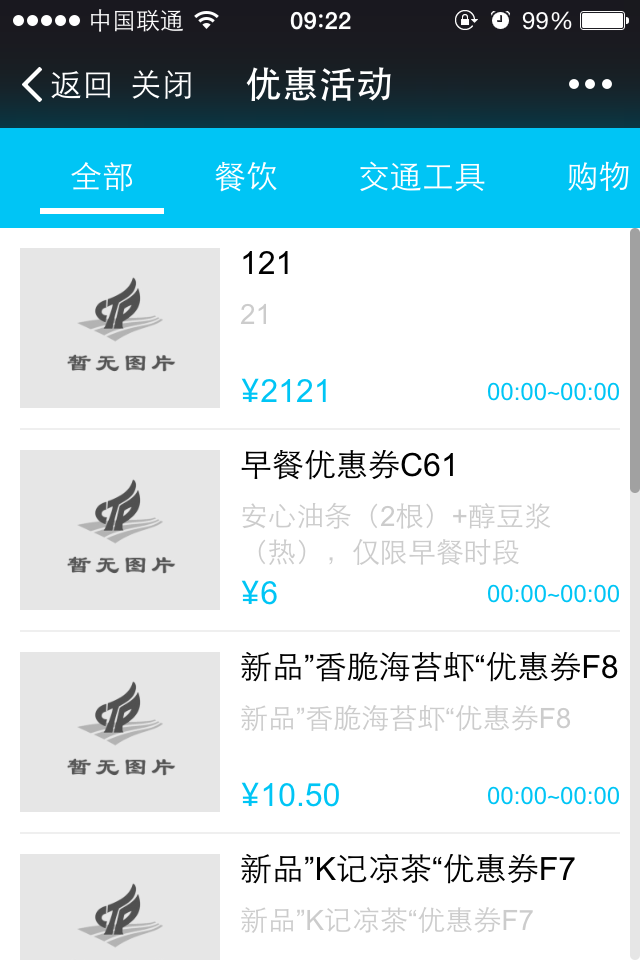 中国联通 09:22 99%
返回 关闭 优惠活动
全部 餐饮 交通工具 购物
CTP
暂无图片
121
21
¥2121 00:00~00:00
CTP
暂无图片
早餐优惠券C61
安心油条（2根）+醇豆浆
（热），仅限早餐时段
¥6 00:00~00:00
CTP
暂无图片
新品”香脆海苔虾“优惠券F8
新品”香脆海苔虾“优惠券F8
¥10.50 00:00~00:00
CTP
新品”K记凉茶“优惠券F7
新品”K记凉茶“优惠券F7